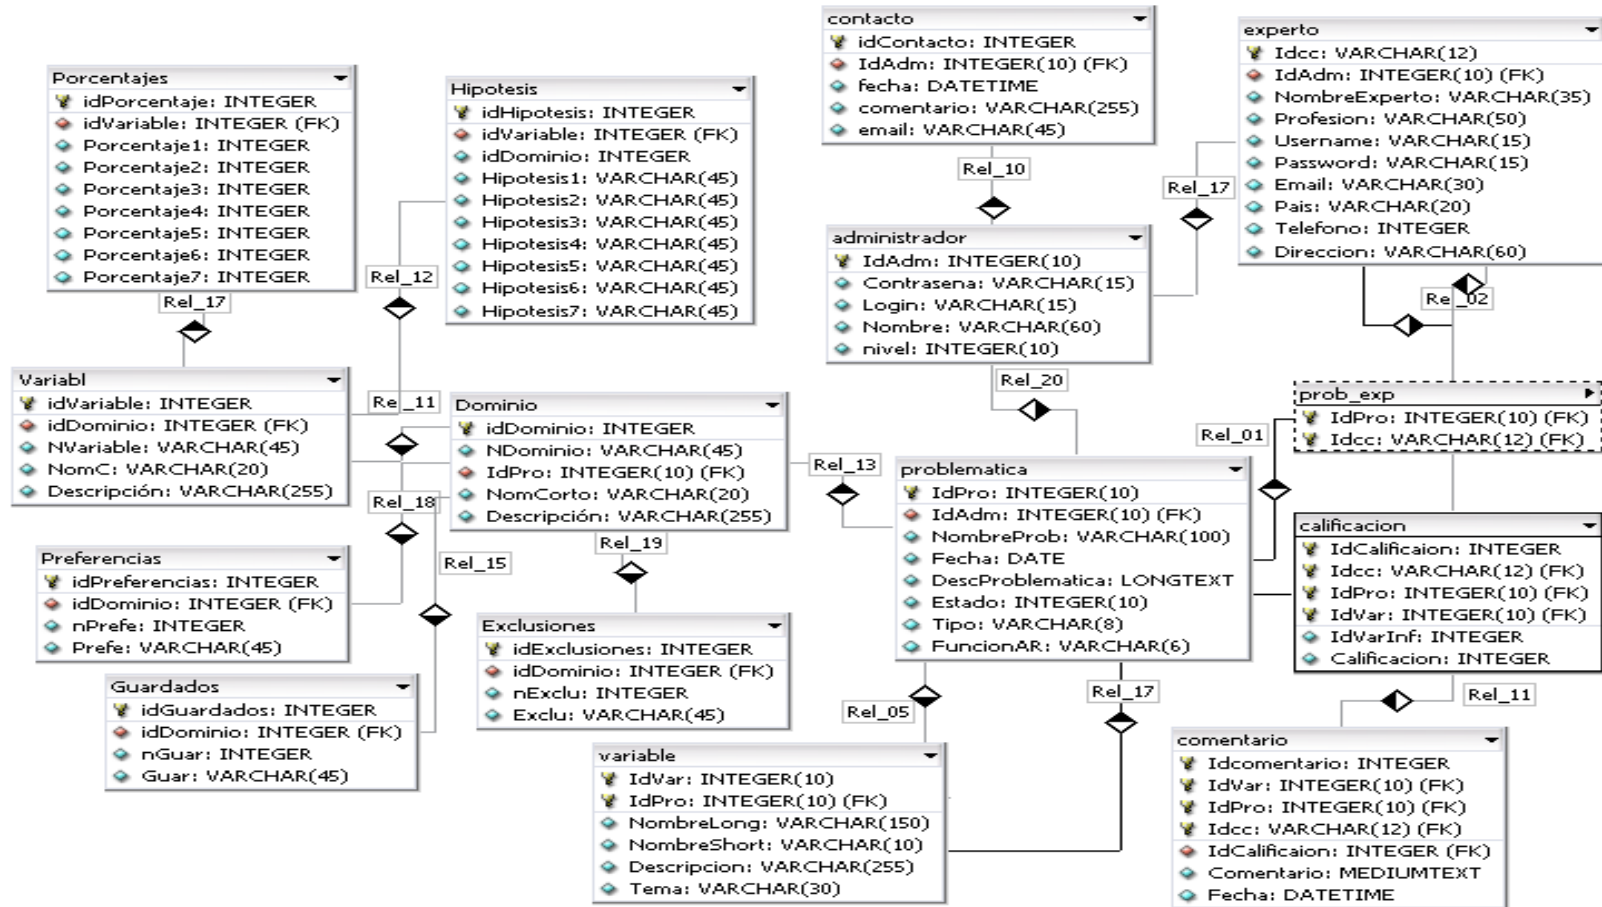 contacto
idContacto: INTEGER
IdAdm: INTEGER(10) (FK)
fecha: DATETIME
comentario: VARCHAR(255)
email: VARCHAR(45)
experto
Idcc: VARCHAR(12)
IdAdm: INTEGER(10) (FK)
NombreExperto: VARCHAR(35)
Profesion: VARCHAR(50)
Username: VARCHAR(15)
Password: VARCHAR(15)
Email: VARCHAR(30)
Pais: VARCHAR(20)
Telefono: INTEGER
Direccion: VARCHAR(60)
Porcentajes
idPorcentaje: INTEGER
idVariable: INTEGER (FK)
Porcentaje1: INTEGER
Porcentaje2: INTEGER
Porcentaje3: INTEGER
Porcentaje4: INTEGER
Porcentaje5: INTEGER
Porcentaje6: INTEGER
Porcentaje7: INTEGER
Hipotesis
idHipotesis: INTEGER
idVariable: INTEGER (FK)
idDominio: INTEGER
Hipotesis1: VARCHAR(45)
Hipotesis2: VARCHAR(45)
Hipotesis3: VARCHAR(45)
Hipotesis4: VARCHAR(45)
Hipotesis5: VARCHAR(45)
Hipotesis6: VARCHAR(45)
Hipotesis7: VARCHAR(45)
Rel_10
Rel_17
administrador
IdAdm: INTEGER(10)
Contrasena: VARCHAR(15)
Login: VARCHAR(15)
Nombre: VARCHAR(60)
nivel: INTEGER(10)
Rel_12
Rel_17
Rel_02
Variabl
idVariable: INTEGER
idDominio: INTEGER (FK)
NVariable: VARCHAR(45)
NomC: VARCHAR(20)
Descripción: VARCHAR(255)
Rel_11
Dominio
idDominio: INTEGER
NDominio: VARCHAR(45)
IdPro: INTEGER(10) (FK)
NomCorto: VARCHAR(20)
Descripción: VARCHAR(255)
Rel_20
prob_exp
IdPro: INTEGER(10) (FK)
Idcc: VARCHAR(12) (FK)
Rel_01
Rel_13
problematica
IdPro: INTEGER(10)
IdAdm: INTEGER(10) (FK)
NombreProb: VARCHAR(100)
Fecha: DATE
DescProblematica: LONGTEXT
Estado: INTEGER(10)
Tipo: VARCHAR(8)
FuncionAR: VARCHAR(6)
calificacion
IdCalificaion: INTEGER
Idcc: VARCHAR(12) (FK)
IdPro: INTEGER(10) (FK)
IdVar: INTEGER(10) (FK)
IdVarInf: INTEGER
Calificacion: INTEGER
Rel_18
Rel_19
Rel_15
Preferencias
idPreferencias: INTEGER
idDominio: INTEGER (FK)
nPrefe: INTEGER
Prefe: VARCHAR(45)
Exclusiones
idExclusiones: INTEGER
idDominio: INTEGER (FK)
nExclu: INTEGER
Exclu: VARCHAR(45)
Guardados
idGuardados: INTEGER
idDominio: INTEGER (FK)
nGuar: INTEGER
Guar: VARCHAR(45)
Rel_05
Rel_17
Rel_11
variable
IdVar: INTEGER(10)
IdPro: INTEGER(10) (FK)
NombreLong: VARCHAR(150)
NombreShort: VARCHAR(10)
Descripcion: VARCHAR(255)
Tema: VARCHAR(30)
comentario
Idcomentario: INTEGER
IdVar: INTEGER(10) (FK)
IdPro: INTEGER(10) (FK)
Idcc: VARCHAR(12) (FK)
IdCalificaion: INTEGER (FK)
Comentario: MEDIUMTEXT
Fecha: DATETIME